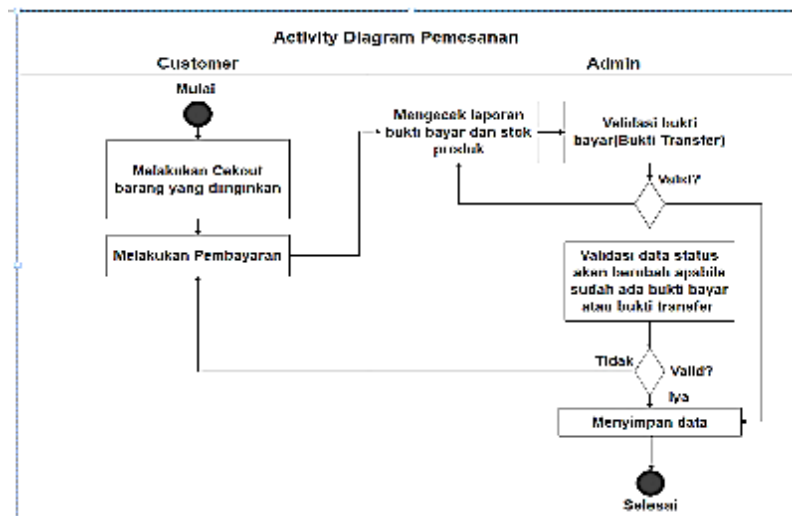 Activity Diagram Pemesanan
Customer
Admin
Mulai
Melakukan Cekout
barang yang diinginkan
Melakukan Pembayaran
Mengecek laporan
bukti bayar dan stok
produk
Validasi bukti
bayar(Bukti Transfer)
Valid?
Validasi data status
akan berubah apabila
sudah ada bukti bayar
atau bukti transfer
Tidak
Valid?
Iya
Menyimpan data
Selesai